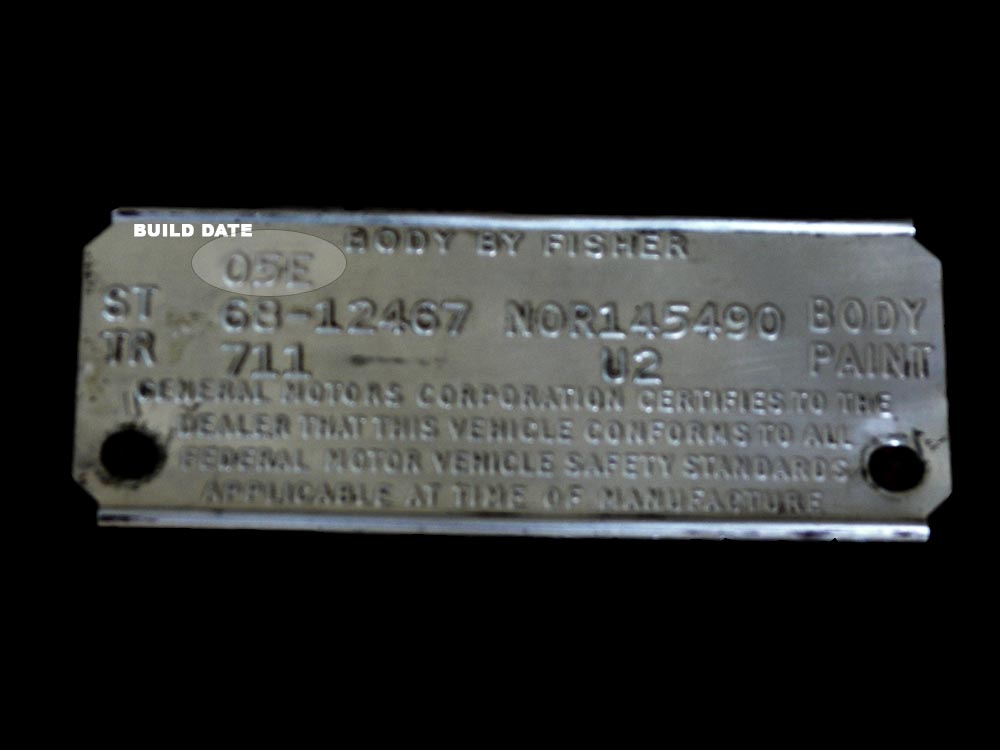 BUILD DATE
BODY BY FISHER
05E
ST 68-12467 NOR145490 BODY
TR 711 U2 PAINT
GENERAL MOTORS CORPORATION CERTIFIES TO THE
DEALER THAT THIS VEHICLE CONFORMS TO ALL
FEDERAL MOTOR VEHICLE SAFETY STANDARDS
APPLICABLE AT TIME OF MANUFACTURE